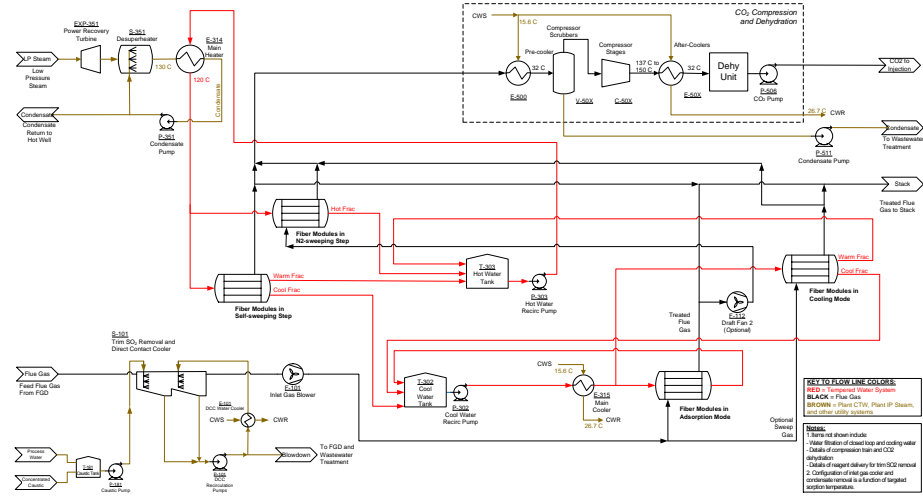 EXP-351
Power Recovery
Turbine
S-351
Desuperheater
E-314
Main
Heater
LP Steam
Low
Pressure
Steam
130 C
120 C
Condensate
Condensate
Condensate
Return to
Hot Well
P-351
Condensate
Pump
CO₂ Compression
and Dehydration
CWS
15.6 C
Compressor
Scrubbers
Pre-cooler
Compressor
Stages
After-Coolers
32 C
137 C to
150 C
32 C
Dehy
Unit
E-500
V-50X
C-50X
E-50X
P-506
CO₂ Pump
CO2 to
Injection
26.7 C
CWR
P-511
Condensate Pump
Condensate
To Wastewater
Treatment
Stack
Treated Flue
Gas to Stack
Hot Frac
Fiber Modules in
N2-sweeping Step
Warm Frac
Cool Frac
Fiber Modules in
Self-sweeping Step
T-303
Hot Water
Tank
P-303
Hot Water
Recirc Pump
Treated
Flue
Gas
F-112
Draft Fan 2
(Optional)
Warm Frac
Cool Frac
Fiber Modules in
Cooling Mode
S-101
Trim SO₂ Removal and
Direct Contact Cooler
Flue Gas
Feed Flue Gas
From FGD
F-101
Inlet Gas Blower
E-101
DCC Water Cooler
CWS
CWR
T-302
Cool
Water
Tank
P-302
Cool Water
Recirc Pump
CWS
15.6 C
E-315
Main
Cooler
CWR
26.7 C
Fiber Modules in
Adsorption Mode
Optional
Sweep
Gas
Process
Water
Concentrated
Caustic
T-161
Caustic Tank
P-161
Caustic Pump
P-101
DCC
Recirculation
Pumps
To FGD and
Wastewater
Treatment
Blowdown
KEY TO FLOW LINE COLORS:
RED = Tempered Water System
BLACK = Flue Gas
BROWN = Plant CTW, Plant IP Steam,
and other utility systems
Notes:
1. Items not shown include:
- Water filtration of closed loop and cooling water
- Details of compression train and CO2
dehydration
- Details of reagent delivery for trim SO2 removal
2. Configuration of inlet gas cooler and
condensate removal is a function of targeted
sorption temperature.